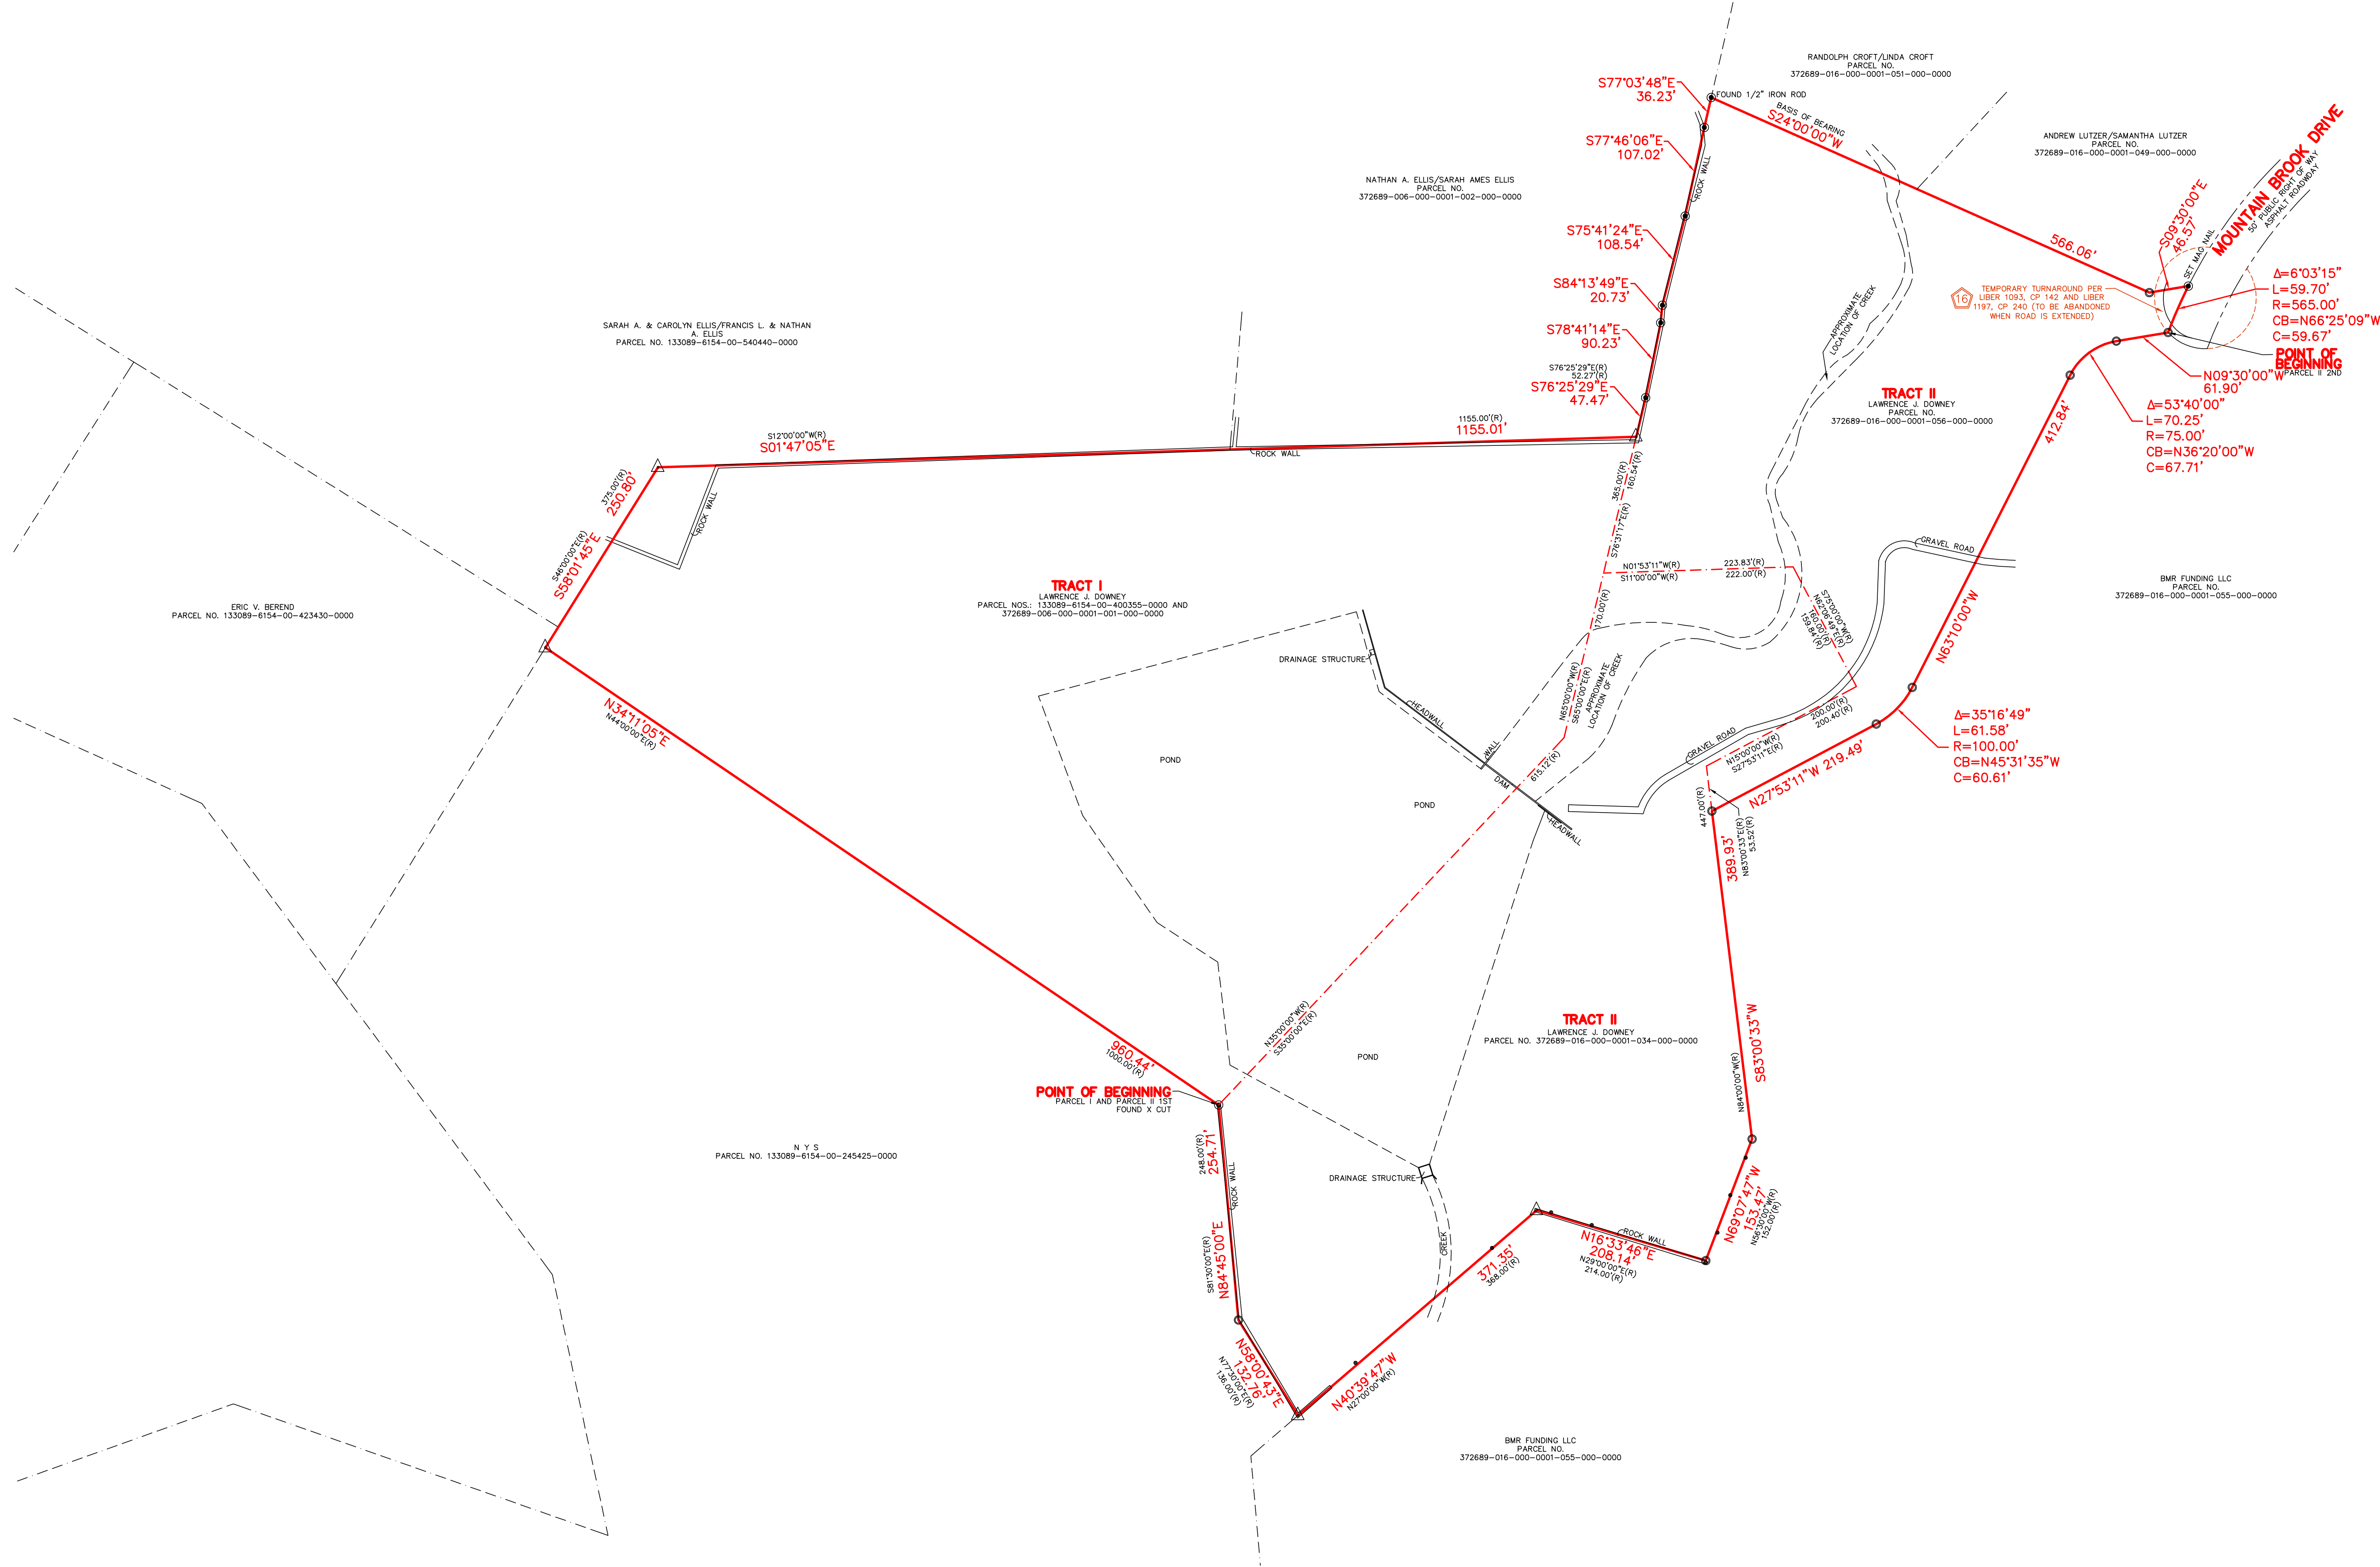 RANDOLPH CROFT/LINDA CROFT
PARCEL NO.
372689-016-000-0001-051-000-0000
S77°03'48"E
36.23'
FOUND 1/2" IRON ROD
BASIS OF BEARING
S24°00'00"W
566.06'
S77°46'06"E
107.02'
ROCK WALL
ANDREW LUTZER/SAMANTHA LUTZER
PARCEL NO.
372689-016-000-0001-049-000-0000
MOUNTAIN BROOK DRIVE
50' PUBLIC RIGHT OF WAY
ASPHALT ROADWDAY
S09°30'00"E
46.57'
SET MAG NAIL
NATHAN A. ELLIS/SARAH AMES ELLIS
PARCEL NO.
372689-006-000-0001-002-000-0000
S75°41'24"E
108.54'
S84°13'49"E
20.73'
S78°41'14"E
90.23'
S76°25'29"E(R)
52.27'(R)
S76°25'29"E
47.47'
16
TEMPORARY TURNAROUND PER
LIBER 1093, CP 142 AND LIBER
1197, CP 240 (TO BE ABANDONED
WHEN ROAD IS EXTENDED)
Δ=6°03'15"
L=59.70'
R=565.00'
CB=N66°25'09"W
C=59.67'
POINT OF
BEGINNING
PARCEL II 2ND
N09°30'00"W
61.90'
Δ=53°40'00"
L=70.25'
R=75.00'
CB=N36°20'00"W
C=67.71'
APPROXIMATE
LOCATION OF CREEK
TRACT II
LAWRENCE J. DOWNEY
PARCEL NO.
372689-016-000-0001-056-000-0000
412.84'
N63°10'00"W
SARAH A. & CAROLYN ELLIS/FRANCIS L. & NATHAN
A. ELLIS
PARCEL NO. 133089-6154-00-540440-0000
S12°00'00"W(R)
S01°47'05"E
1155.00'(R)
1155.01'
ROCK WALL
375.00'(R)
250.80'
S46°00'00"E(R)
S58°01'45"E
ROCK WALL
365.00'(R)
160.54'(R)
S76°31'17"E(R)
N01°53'11"W(R)
S11°00'00"W(R)
223.83'(R)
222.00'(R)
170.00'(R)
S75°00'00"W(R)
N62°06'49"E(R)
160.00'(R)
159.84'(R)
GRAVEL ROAD
BMR FUNDING LLC
PARCEL NO.
372689-016-000-0001-055-000-0000
ERIC V. BEREND
PARCEL NO. 133089-6154-00-423430-0000
TRACT I
LAWRENCE J. DOWNEY
PARCEL NOS.: 133089-6154-00-400355-0000 AND
372689-006-000-0001-001-000-0000
DRAINAGE STRUCTURE
N65°00'00"W(R)
S65°00'00"E(R)
APPROXIMATE
LOCATION OF CREEK
HEADWALL
WALL
DAM
HEADWALL
615.12'(R)
GRAVEL ROAD
N15°00'00"W(R)
S27°53'11"E(R)
200.00'(R)
200.40'(R)
Δ=35°16'49"
L=61.58'
R=100.00'
CB=N45°31'35"W
C=60.61'
N27°53'11"W 219.49'
447.00'(R)
389.93'
N83°00'33"E(R)
53.52'(R)
S83°00'33"W
N84°00'00"W(R)
POND
POND
N34°11'05"E
N44°00'00"E(R)
960.44'
1000.00'(R)
N35°00'00"W(R)
S35°00'00"E(R)
POND
TRACT II
LAWRENCE J. DOWNEY
PARCEL NO. 372689-016-000-0001-034-000-0000
POINT OF BEGINNING
PARCEL I AND PARCEL II 1ST
FOUND X CUT
N Y S
PARCEL NO. 133089-6154-00-245425-0000
248.00'(R)
254.71'
ROCK WALL
S81°30'00"E(R)
N84°45'00"E
DRAINAGE STRUCTURE
CREEK
N58°00'43"E
132.76'
N77°30'00"E(R)
136.00'(R)
N40°39'47"W
N27°00'00"W(R)
371.35'
368.00'(R)
ROCK WALL
N16°33'46"E
208.14'
N29°00'00"E(R)
214.00'(R)
N69°07'47"W
153.47'
N56°30'00"W(R)
152.00'(R)
BMR FUNDING LLC
PARCEL NO.
372689-016-000-0001-055-000-0000